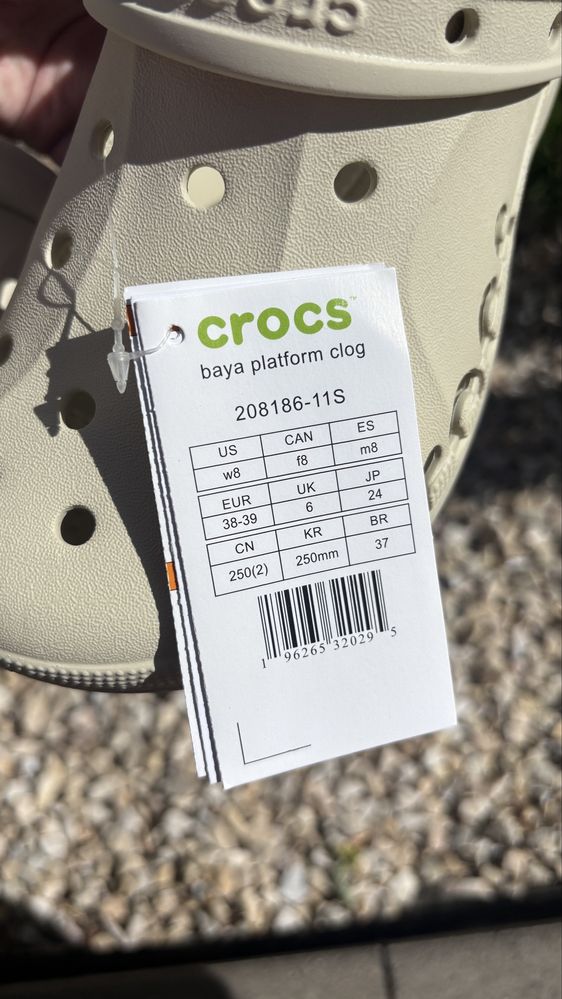 crocs
crocs™
baya platform clog
208186-11S
US CAN ES
w8 f8 m8
EUR UK JP
38-39 6 24
CN KR BR
250(2) 250mm 37
1 96265 32029 5